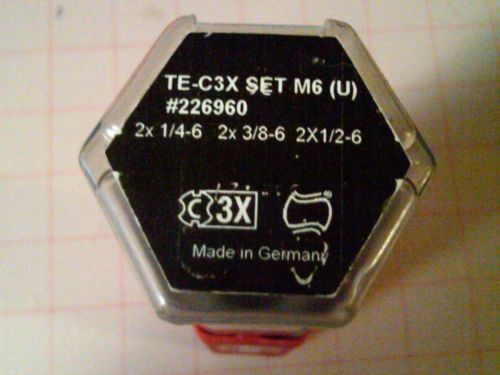 TE-C3X SET M6 (U)
#226960
2x 1/4-6 2x 3/8-6 2X1/2-6
C 3X ®
Made in Germany